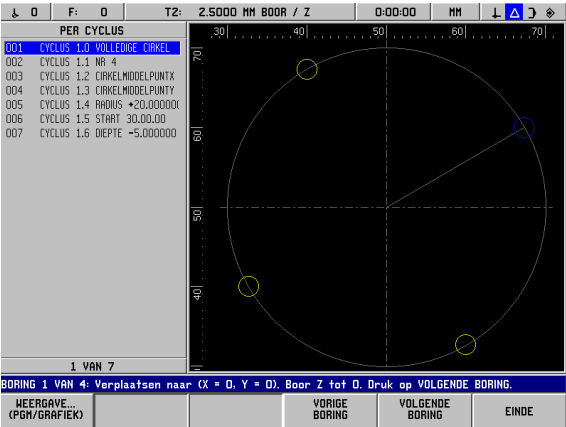 0 F: 0 T2: 2.5000 MM BOOR / Z 0:00:00 MM
PER CYCLUS
001 CYCLUS 1.0 VOLLEDIGE CIRKEL
002 CYCLUS 1.1 NR 4
003 CYCLUS 1.2 CIRKELMIDDELPUNTX
004 CYCLUS 1.3 CIRKELMIDDELPUNTY
005 CYCLUS 1.4 RADIUS +20.00000(
006 CYCLUS 1.5 START 30.00.00
007 CYCLUS 1.6 DIEPTE -5.000000
1 VAN 7
30 40 50 60 70
70
60
50
40
BORING 1 VAN 4: Verplaatsen naar (X = 0, Y = 0). Boor Z tot 0. Druk op VOLGENDE BORING.
WEERGAVE...
(PGM/GRAFIEK)
VORIGE
BORING
VOLGENDE
BORING
EINDE